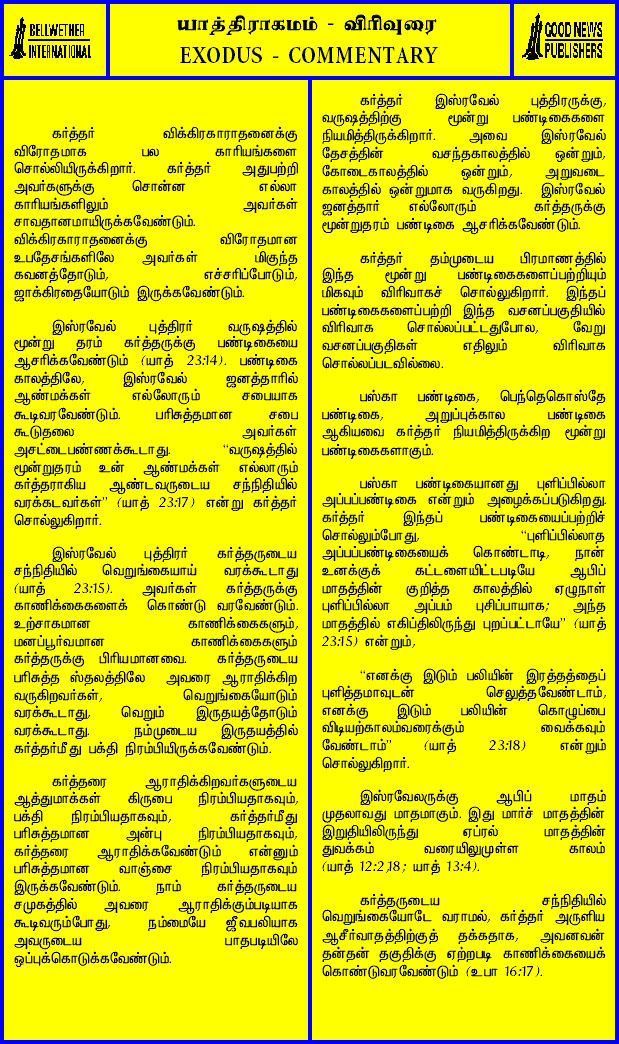 BELLWETHER
INTERNATIONAL
யாத்திராகமம் - விரிவுரை
EXODUS - COMMENTARY
GOOD NEWS
PUBLISHERS
கர்த்தர் விக்கிரகாராதனைக்கு
விரோதமாக பல காரியங்களை
சொல்லியிருக்கிறார். கர்த்தர் அதுபற்றி
அவர்களுக்கு சொன்ன எல்லா
காரியங்களிலும் அவர்கள்
சாவதானமாயிருக்கவேண்டும்.
விக்கிரகாராதனைக்கு விரோதமான
உபதேசங்களிலே அவர்கள் மிகுந்த
கவனத்தோடும், எச்சரிப்போடும்,
ஜாக்கிரதையோடும் இருக்கவேண்டும்.
இஸ்ரவேல் புத்திரர் வருஷத்தில்
மூன்று தரம் கர்த்தருக்கு பண்டிகையை
ஆசரிக்கவேண்டும் (யாத் 23:14). பண்டிகை
காலத்திலே, இஸ்ரவேல் ஜனத்தாரில்
ஆண்மக்கள் எல்லோரும் சபையாக
கூடிவரவேண்டும். பரிசுத்தமான சபை
கூடுதலை அவர்கள்
அசட்டைபண்ணக்கூடாது. “வருஷத்தில்
மூன்றுதரம் உன் ஆண்மக்கள் எல்லாரும்
கர்த்தராகிய ஆண்டவருடைய சந்நிதியில்
வரக்கடவர்கள்” (யாத் 23:17) என்று கர்த்தர்
சொல்லுகிறார்.
இஸ்ரவேல் புத்திரர் கர்த்தருடைய
சந்நிதியில் வெறுங்கையாய் வரக்கூடாது
(யாத் 23:15). அவர்கள் கர்த்தருக்கு
காணிக்கைகளைக் கொண்டு வரவேண்டும்.
உற்சாகமான காணிக்கைகளும்,
மனப்பூர்வமான காணிக்கைகளும்
கர்த்தருக்கு பிரியமானவை. கர்த்தருடைய
பரிசுத்த ஸ்தலத்திலே அவரை ஆராதிக்கிற
வருகிறவர்கள், வெறுங்கையோடும்
வரக்கூடாது, வெறும் இருதயத்தோடும்
வரக்கூடாது. நம்முடைய இருதயத்தில்
கர்த்தர்மீது பக்தி நிரம்பியிருக்கவேண்டும்.
கர்த்தரை ஆராதிக்கிறவர்களுடைய
ஆத்துமாக்கள் கிருபை நிரம்பியதாகவும்,
பக்தி நிரம்பியதாகவும், கர்த்தர்மீது
பரிசுத்தமான அன்பு நிரம்பியதாகவும்,
கர்த்தரை ஆராதிக்கவேண்டும் என்னும்
பரிசுத்தமான வாஞ்சை நிரம்பியதாகவும்
இருக்கவேண்டும். நாம் கர்த்தருடைய
சமுகத்தில் அவரை ஆராதிக்கும்படியாக
கூடிவரும்போது, நம்மையே ஜீவபலியாக
அவருடைய பாதபடியிலே
ஒப்புக்கொடுக்கவேண்டும்.
கர்த்தர் இஸ்ரவேல் புத்திரருக்கு,
வருஷத்திற்கு மூன்று பண்டிகைகளை
நியமித்திருக்கிறார். அவை இஸ்ரவேல்
தேசத்தின் வசந்தகாலத்தில் ஒன்றும்,
கோடைகாலத்தில் ஒன்றும், அறுவடை
காலத்தில் ஒன்றுமாக வருகிறது. இஸ்ரவேல்
ஜனத்தார் எல்லோரும் கர்த்தருக்கு
மூன்றுதரம் பண்டிகை ஆசரிக்கவேண்டும்.
கர்த்தர் தம்முடைய பிரமாணத்தில்
இந்த மூன்று பண்டிகைகளைப்பற்றியும்
மிகவும் விரிவாகச் சொல்லுகிறார். இந்தப்
பண்டிகைகளைப்பற்றி இந்த வசனப்பகுதியில்
விரிவாக சொல்லப்பட்டதுபோல, வேறு
வசனப்பகுதிகள் எதிலும் விரிவாக
சொல்லப்படவில்லை.
பஸ்கா பண்டிகை, பெந்தெகொஸ்தே
பண்டிகை, அறுப்புக்கால பண்டிகை
ஆகியவை கர்த்தர் நியமித்திருக்கிற மூன்று
பண்டிகைகளாகும்.
பஸ்கா பண்டிகையானது புளிப்பில்லா
அப்பப்பண்டிகை என்றும் அழைக்கப்படுகிறது.
கர்த்தர் இந்தப் பண்டிகையைப்பற்றிச்
சொல்லும்போது, “புளிப்பில்லாத
அப்பப்பண்டிகையைக் கொண்டாடி, நான்
உனக்குக் கட்டளையிட்டபடியே ஆபிப்
மாதத்தின் குறித்த காலத்தில் ஏழுநாள்
புளிப்பில்லா அப்பம் புசிப்பாயாக; அந்த
மாதத்தில் எகிப்திலிருந்து புறப்பட்டாயே” (யாத்
23:15) என்றும்,
“எனக்கு இடும் பலியின் இரத்தத்தைப்
புளித்தமாவுடன் செலுத்தவேண்டாம்,
எனக்கு இடும் பலியின் கொழுப்பை
விடியற்காலம்வரைக்கும் வைக்கவும்
வேண்டாம்” (யாத் 23:18) என்றும்
சொல்லுகிறார்.
இஸ்ரவேலருக்கு ஆபிப் மாதம்
முதலாவது மாதமாகும். இது மார்ச் மாதத்தின்
இறுதியிலிருந்து ஏப்ரல் மாதத்தின்
துவக்கம் வரையிலுமுள்ள காலம்
(யாத் 12:2,18; யாத் 13:4).
கர்த்தருடைய சந்நிதியில்
வெறுங்கையோடே வராமல், கர்த்தர் அருளிய
ஆசீர்வாதத்திற்குத் தக்கதாக, அவனவன்
தன்தன் தகுதிக்கு ஏற்றபடி காணிக்கையைக்
கொண்டுவரவேண்டும் (உபா 16:17).